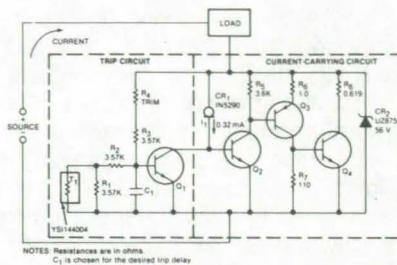 LOAD
CURRENT
TRIP CIRCUIT
CURRENT-CARRYING CIRCUIT
R4
TRIM
CR1
IN5290
R5
3.6K
R6
1.0
R8
0.619
Q3
CR2
UZ875
56 V
I1
0.32 mA
R3
3.57K
SOURCE
+
-
R2
3.57K
T1
R1
3.57K
C1
Q1
Q2
R7
110
Q4
YSI144004
NOTES: Resistances are in ohms.
C1 is chosen for the desired trip delay